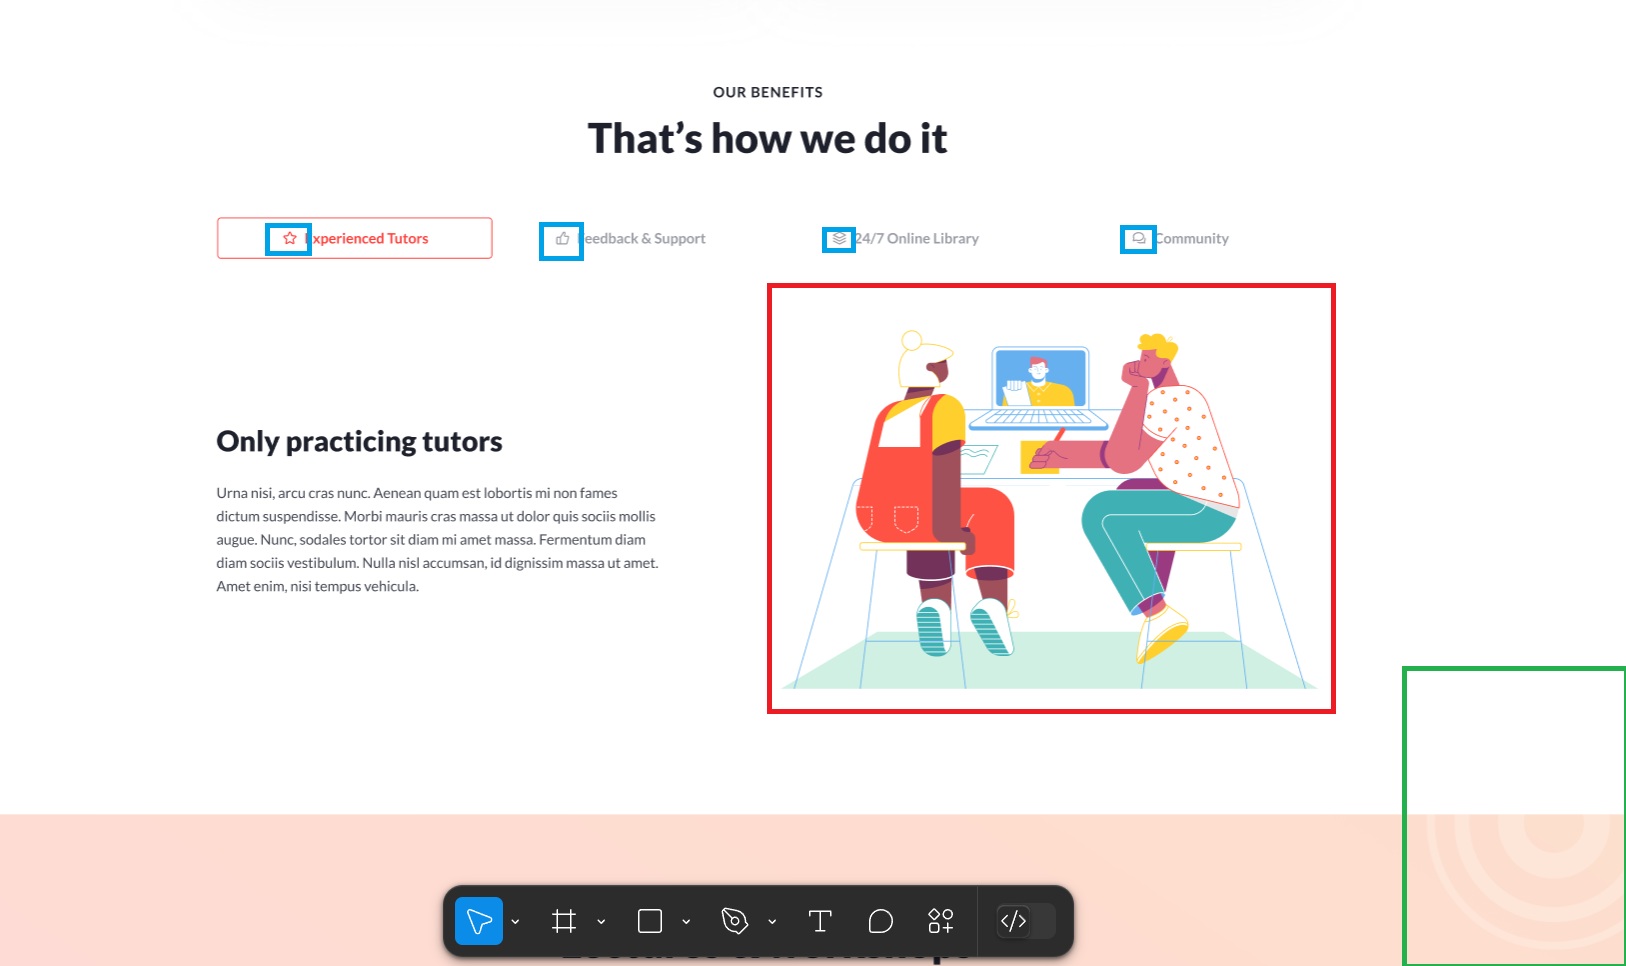 OUR BENEFITS
That's how we do it
xperienced Tutors
eedback & Support
24/7 Online Library
Community
Only practicing tutors
Urna nisi, arcu cras nunc. Aenean quam est lobortis mi non fames
dictum suspendisse. Morbi mauris cras massa ut dolor quis sociis mollis
augue. Nunc, sodales tortor sit diam mi amet massa. Fermentum diam
diam sociis vestibulum. Nulla nisl accumsan, id dignissim massa ut amet.
Amet enim, nisi tempus vehicula.